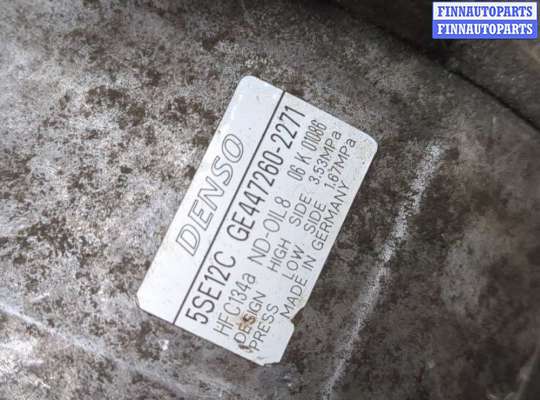 FINNAUTOPARTS
FINNAUTOPARTS
DENSO
5SE12C GE447260-2271
HFC134a ND-OIL8 06 K 01086
DESIGN HIGH SIDE 3.53MPa
PRESS LOW SIDE 1.67MPa
MADE IN GERMANY